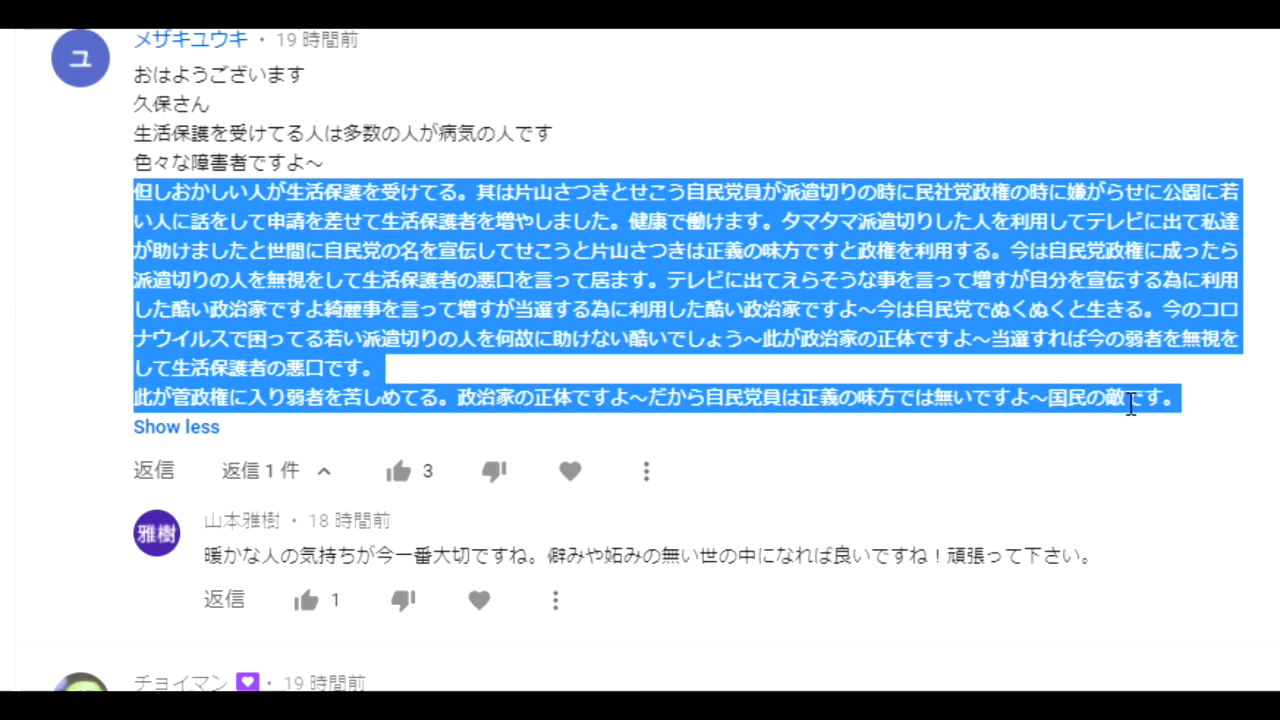 ユ
メザキユウキ ・ 19 時間前
おはようございます
久保さん
生活保護を受けてる人は多数の人が病気の人です
色々な障害者ですよ～
但しおかしい人が生活保護を受けてる。其は片山さつきとせこう自民党員が派遣切りの時に民社党政権の時に嫌がらせに公園に若
い人に話をして申請を差せて生活保護者を増やしました。健康で働けます。タマタマ派遣切りした人を利用してテレビに出て私達
が助けましたと世間に自民党の名を宣伝してせこうと片山さつきは正義の味方ですと政権を利用する。今は自民党政権に成ったら
派遣切りの人を無視をして生活保護者の悪口を言って居ます。テレビに出てえらそうな事を言って増すが自分を宣伝する為に利用
した酷い政治家ですよ綺麗事を言って増すが当選する為に利用した酷い政治家ですよ～今は自民党でぬくぬくと生きる。今のコロ
ナウイルスで困ってる若い派遣切りの人を何故に助けない酷いでしょう～此が政治家の正体ですよ～当選すれば今の弱者を無視を
して生活保護者の悪口です。
此が管政権に入り弱者を苦しめてる。政治家の正体ですよ～だから自民党員は正義の味方では無いですよ～国民の敵です。
Show less
返信 返信 1 件 3
雅樹
山本雅樹 ・ 18 時間前
暖かな人の気持ちが今一番大切ですね。僻みや妬みの無い世の中になれば良いですね！頑張って下さい。
返信 1
チョイマン ・ 19 時間前